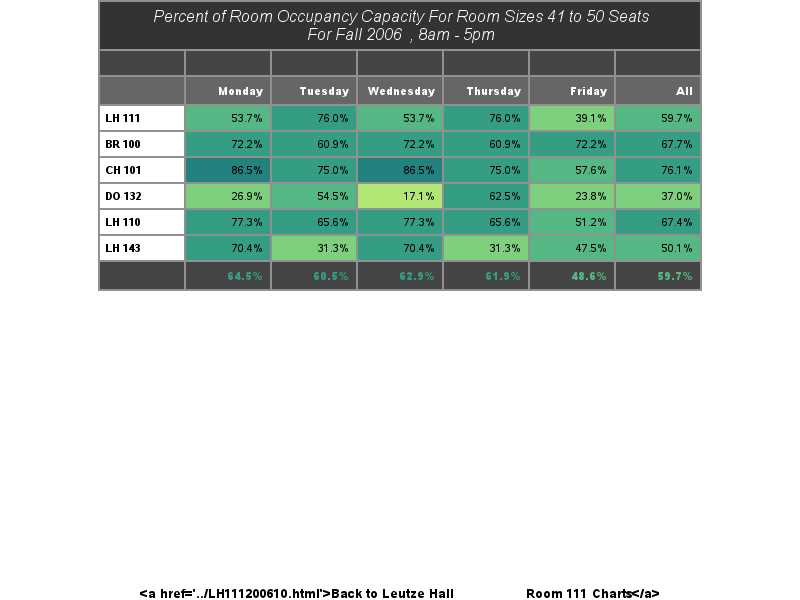 Percent of Room Occupancy Capacity For Room Sizes 41 to 50 Seats
For Fall 2006 , 8am - 5pm
Monday Tuesday Wednesday Thursday Friday All
LH 111 53.7% 76.0% 53.7% 76.0% 39.1% 59.7%
BR 100 72.2% 60.9% 72.2% 60.9% 72.2% 67.7%
CH 101 86.5% 75.0% 86.5% 75.0% 57.6% 76.1%
DO 132 26.9% 54.5% 17.1% 62.5% 23.8% 37.0%
LH 110 77.3% 65.6% 77.3% 65.6% 51.2% 67.4%
LH 143 70.4% 31.3% 70.4% 31.3% 47.5% 50.1%
64.5% 60.5% 62.9% 61.9% 48.6% 59.7%
<a href='../LH111200610.html'>Back to Leutze Hall Room 111 Charts</a>